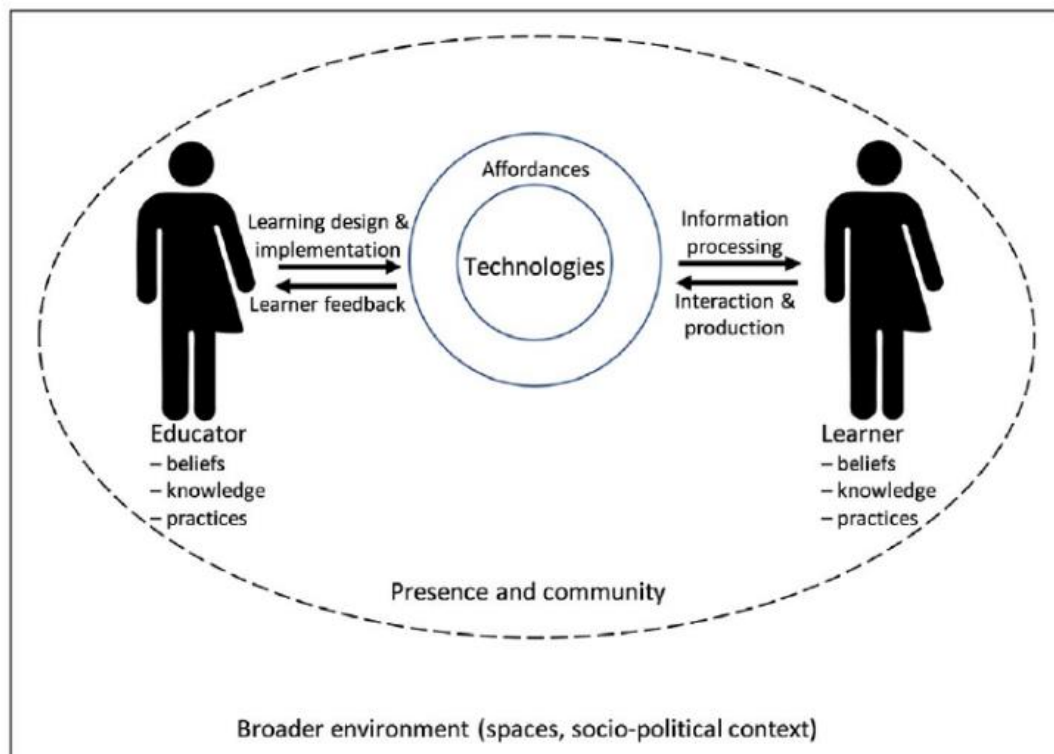 Affordances
Technologies
Learning design &
implementation
Learner feedback
Information
processing
Interaction &
production
Educator
– beliefs
– knowledge
– practices
Learner
– beliefs
– knowledge
– practices
Presence and community
Broader environment (spaces, socio-political context)